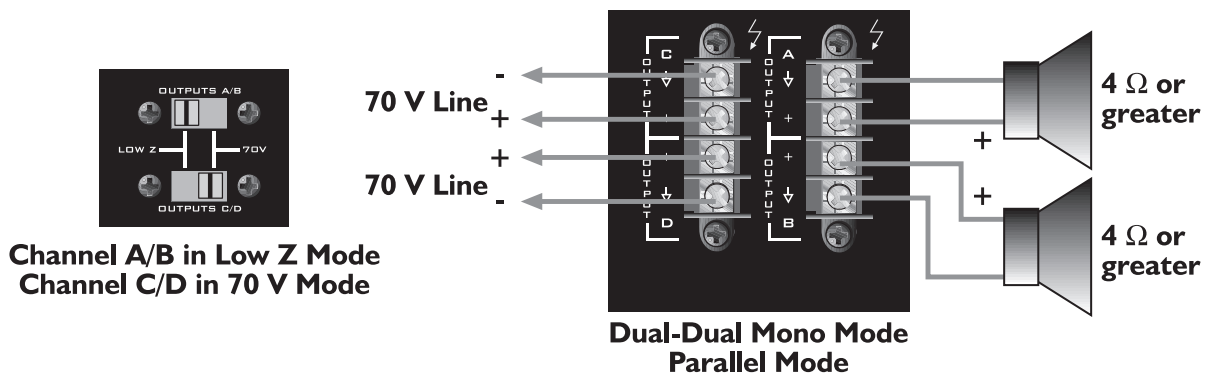 OUTPUTS A/B
LOW Z
70V
OUTPUTS C/D
Channel A/B in Low Z Mode
Channel C/D in 70 V Mode
-
70 V Line
+
+
70 V Line
-
C
OUTPUT
+
+
OUTPUT
D
A
OUTPUT
+
+
OUTPUT
B
4 Ω or
greater
+
+
4 Ω or
greater
Dual-Dual Mono Mode
Parallel Mode